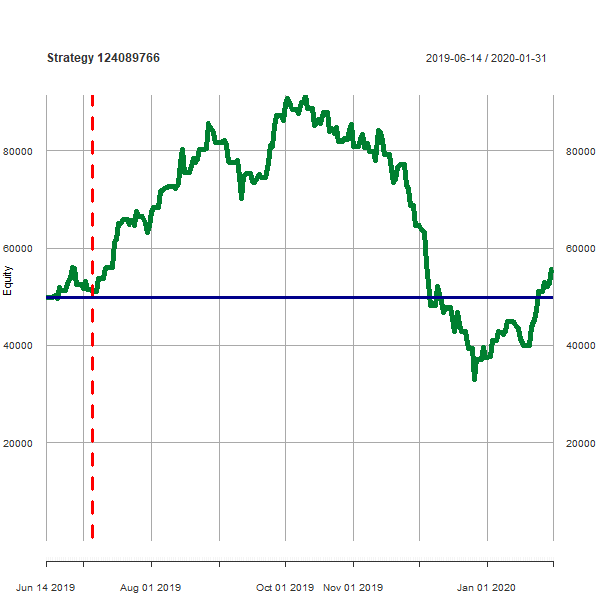 Strategy 124089766
2019-06-14 / 2020-01-31
80000
80000
60000
60000
Equity
40000
40000
20000
20000
Jun 14 2019
Aug 01 2019
Oct 01 2019
Nov 01 2019
Jan 01 2020